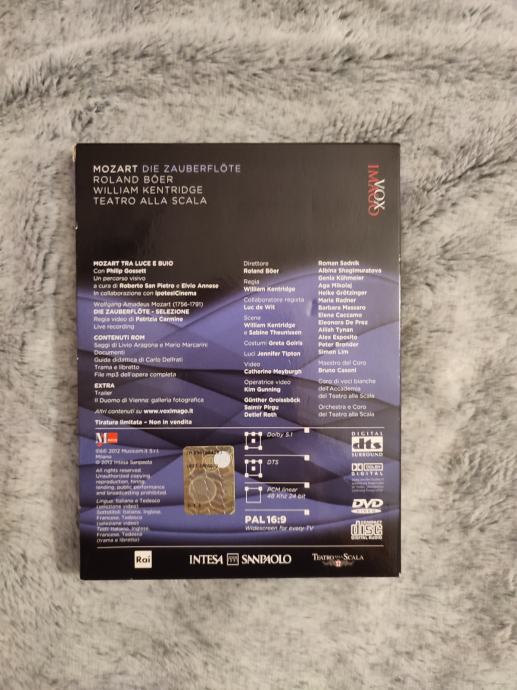 MOZART DIE ZAUBERFLÖTE
ROLAND BÖER
WILLIAM KENTRIDGE
TEATRO ALLA SCALA
VOX
IMAGO
MOZART TRA LUCE E BUIO
Con Philip Gossett
Un percorso visivo
a cura di Roberto San Pietro e Elvio Annese
In collaborazione con IpotesiCinema
Wolfgang Amadeus Mozart (1756-1791)
DIE ZAUBERFLÖTE - SELEZIONE
Regia video di Patrizia Carmine
Live recording
CONTENUTI ROM
Saggi di Livio Aragona e Mario Marcarini
Documenti
Guida didattica di Carlo Delfrati
Trama e libretto
File mp3 dell'opera completa
EXTRA
Trailer
Il Duomo di Vienna: galleria fotografica
Altri contenuti su www.voximago.it
Tiratura limitata – Non in vendita
Direttore
Roland Böer
Regia
William Kentridge
Collaboratore regista
Luc de Wit
Scene
William Kentridge
e Sabine Theunissen
Costumi Greta Goiris
Luci Jennifer Tipton
Video
Catherine Meyburgh
Operatrice video
Kim Gunning
Günther Groissböck
Saimir Pirgu
Detlef Roth
Roman Sadnik
Albina Shagimuratova
Genia Kühmeier
Aga Mikolaj
Heike Grötzinger
Maria Radner
Barbara Massaro
Elena Caccamo
Eleonora De Prez
Ailish Tynan
Alex Esposito
Peter Bronder
Simon Lim
Maestro del Coro
Bruno Casoni
Coro di voci bianche
dell'Accademia
del Teatro alla Scala
Orchestra e Coro
del Teatro alla Scala
©&℗ 2012 Musicom.it S.r.l.
Milano
© 2012 Intesa Sanpaolo
All rights reserved.
Unauthorized copying,
reproduction, hiring,
lending, public performance
and broadcasting prohibited.
Lingue: Italiano e Tedesco
(selezione video)
Sottotitoli: Italiano, Inglese,
Francese, Tedesco
(selezione video)
Testi: Italiano, Inglese,
Francese, Tedesco
(trama e libretto)
Dolby 5.1
DTS
PCM linear
48 Khz 24 bit
PAL 16:9
Widescreen for every TV
DIGITAL
dts
SURROUND
DOLBY
DIGITAL
DVD
VIDEO
COMPACT
disc
DIGITAL AUDIO
Rai
INTESA SANPAOLO
TEATRO ALLA SCALA